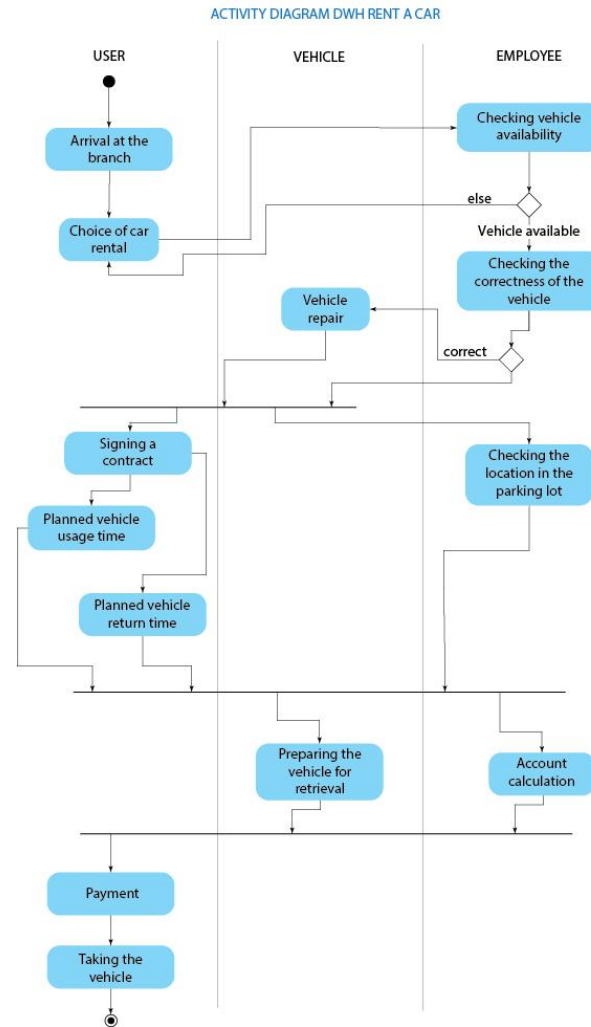 ACTIVITY DIAGRAM DWH RENT A CAR
USER
VEHICLE
EMPLOYEE
Arrival at the
branch
Checking vehicle
availability
else
Choice of car
rental
Vehicle available
Checking the
correctness of the
vehicle
Vehicle
repair
correct
Signing a
contract
Checking the
location in the
parking lot
Planned vehicle
usage time
Planned vehicle
return time
Preparing the
vehicle for
retrieval
Account
calculation
Payment
Taking the
vehicle